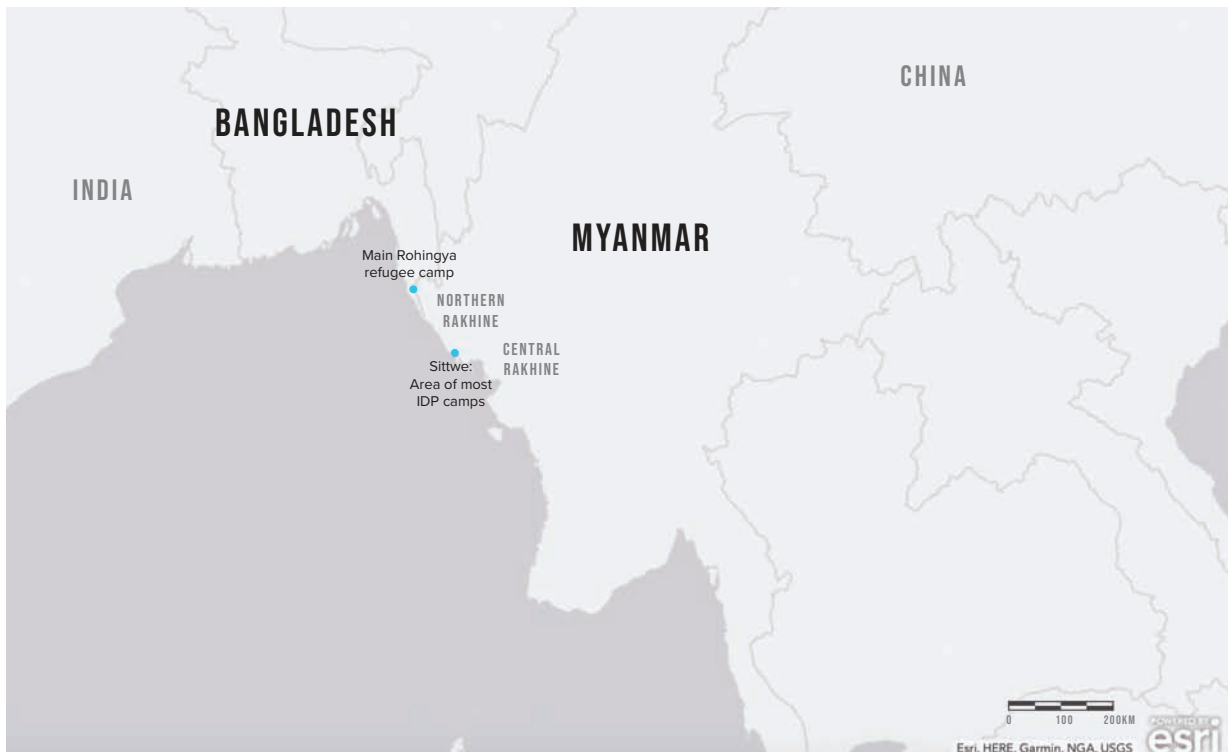 CHINA
BANGLADESH
INDIA
MYANMAR
Main Rohingya
refugee camp
NORTHERN
RAKHINE
CENTRAL
RAKHINE
Sittwe:
Area of most
IDP camps
0 100 200KM
POWERED BY
esri
Esri, HERE, Garmin, NGA, USGS